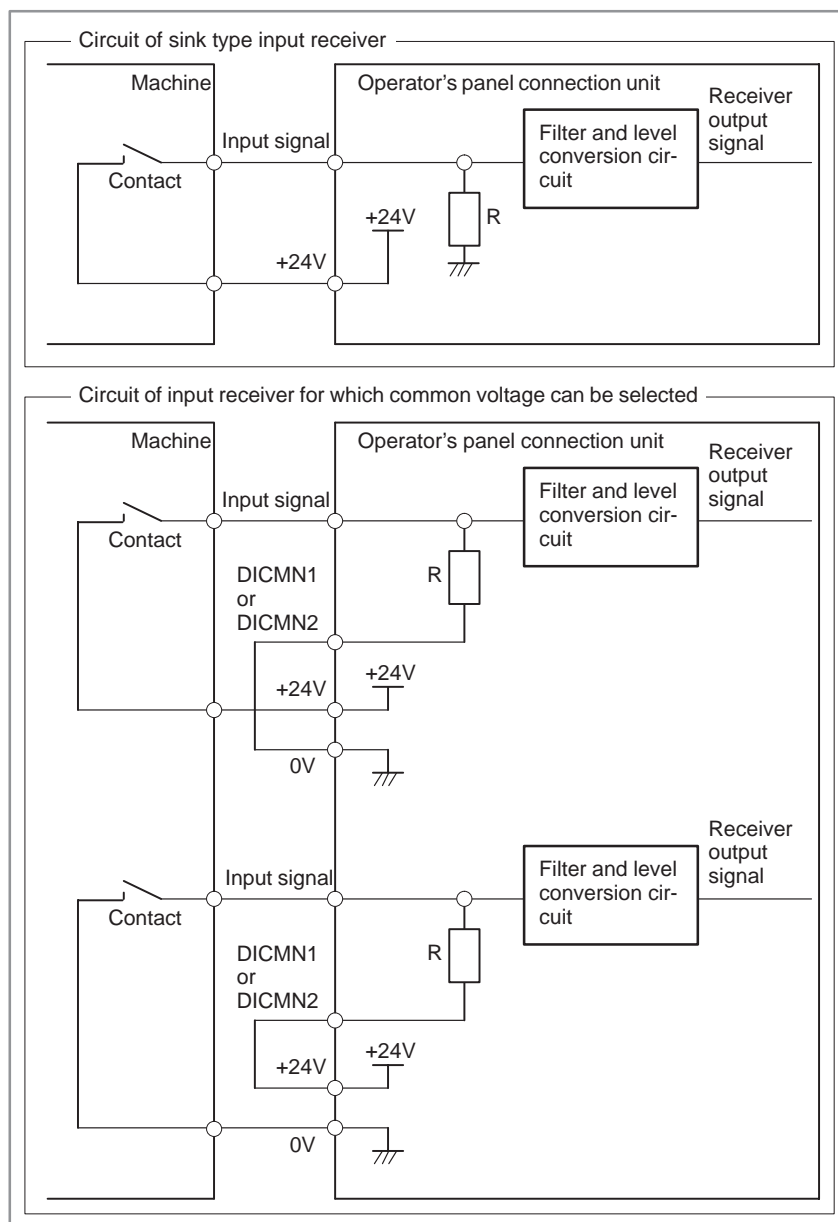 Circuit of sink type input receiver
Machine
Operator's panel connection unit
Receiver
output
signal
Input signal
Filter and level
conversion cir-
cuit
Contact
+24V
R
+24V
Circuit of input receiver for which common voltage can be selected
Machine
Operator's panel connection unit
Receiver
output
signal
Input signal
Filter and level
conversion cir-
cuit
Contact
DICMN1
or
DICMN2
R
+24V
+24V
0V
Receiver
output
signal
Input signal
Filter and level
conversion cir-
cuit
Contact
DICMN1
or
DICMN2
R
+24V
+24V
0V